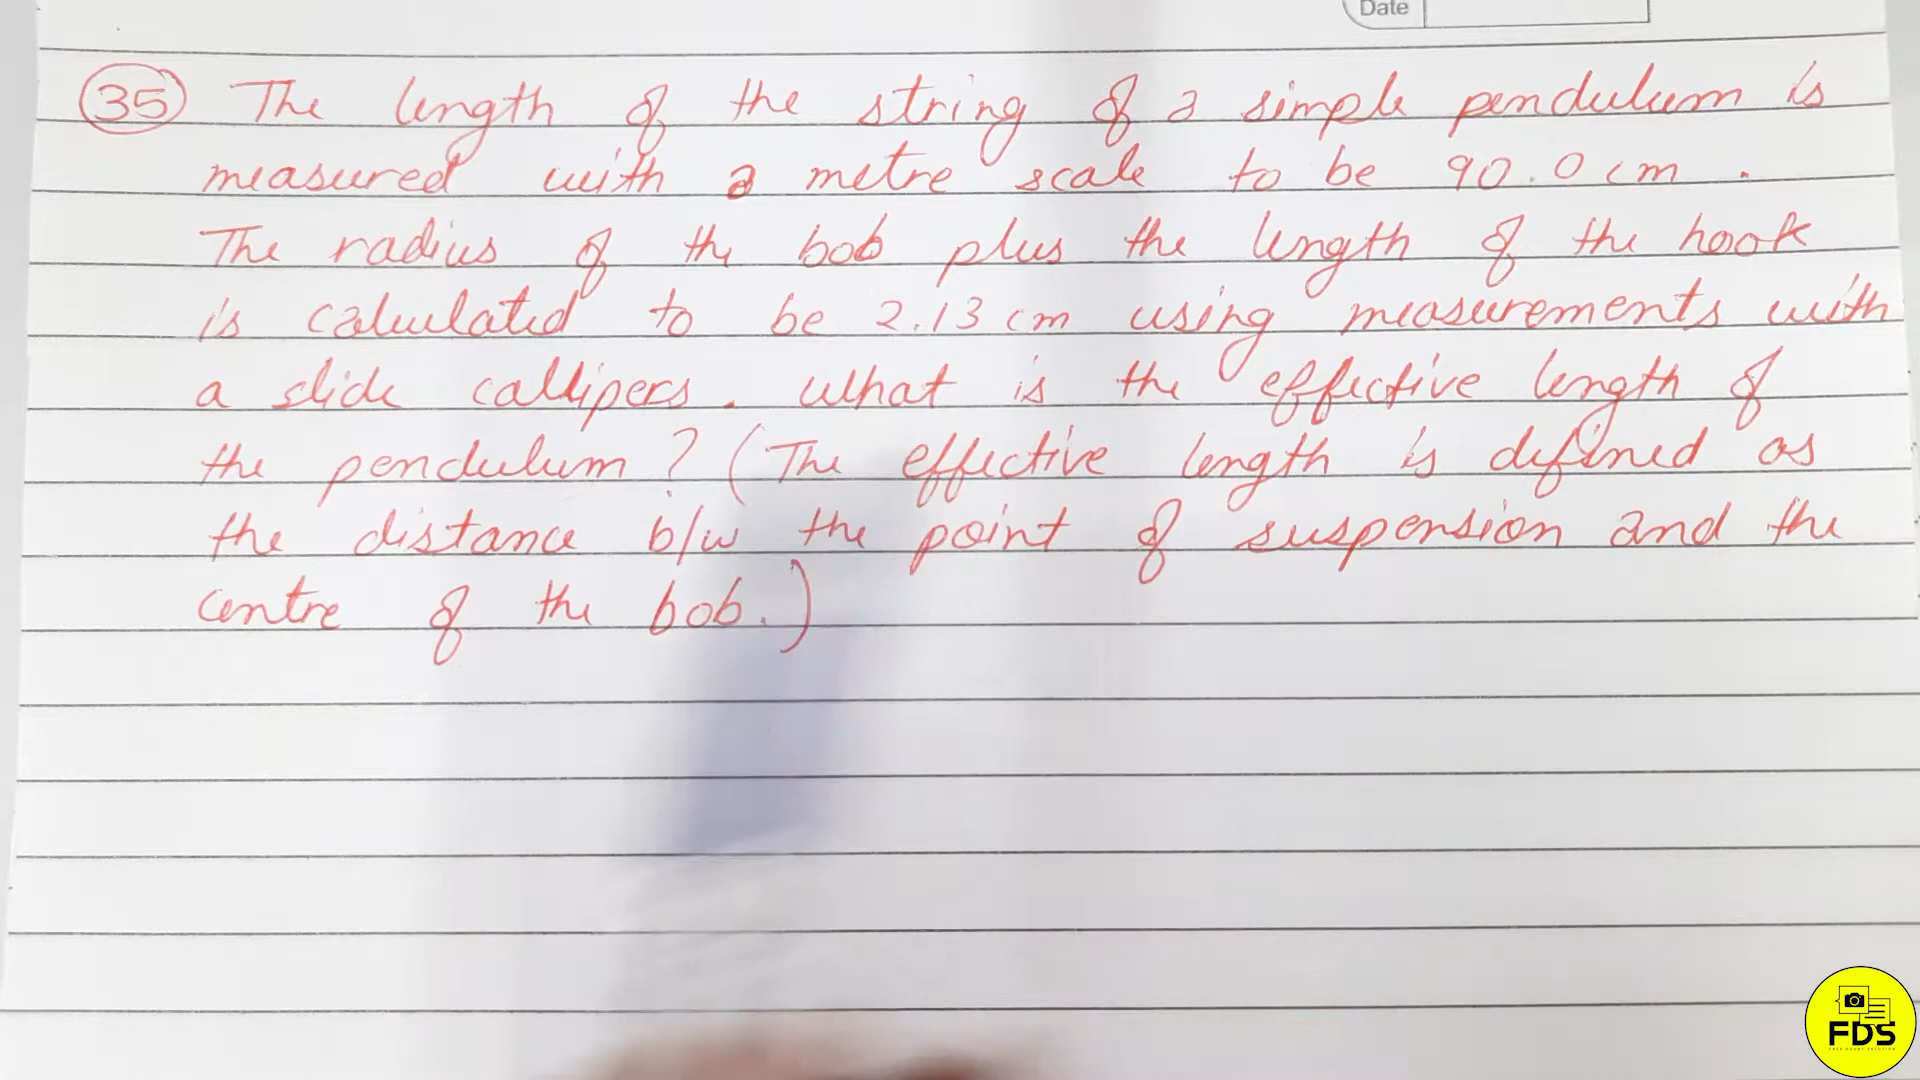 Date
35 The length of the string of a simple pendulum is
measured with a metre scale to be 90.0 cm .
The radius of the bob plus the length of the hook
is calculated to be 2.13 cm using measurements with
a slide callipers. What is the effective length of
the pendulum ? (The effective length is defined as
the distance b/w the point of suspension and the
centre of the bob.)
FDS